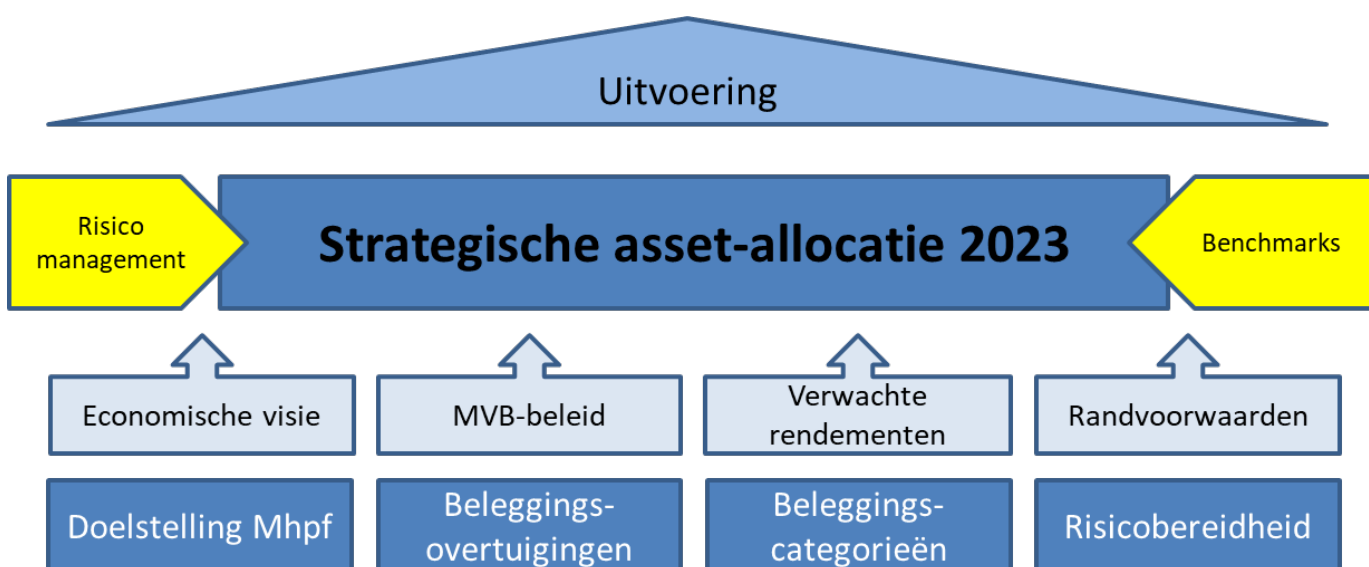 Uitvoering
Risico
management
Strategische asset-allocatie 2023
Benchmarks
Economische visie
MVB-beleid
Verwachte
rendementen
Randvoorwaarden
Doelstelling Mhpf
Beleggings-
overtuigingen
Beleggings-
categorieën
Risicobereidheid